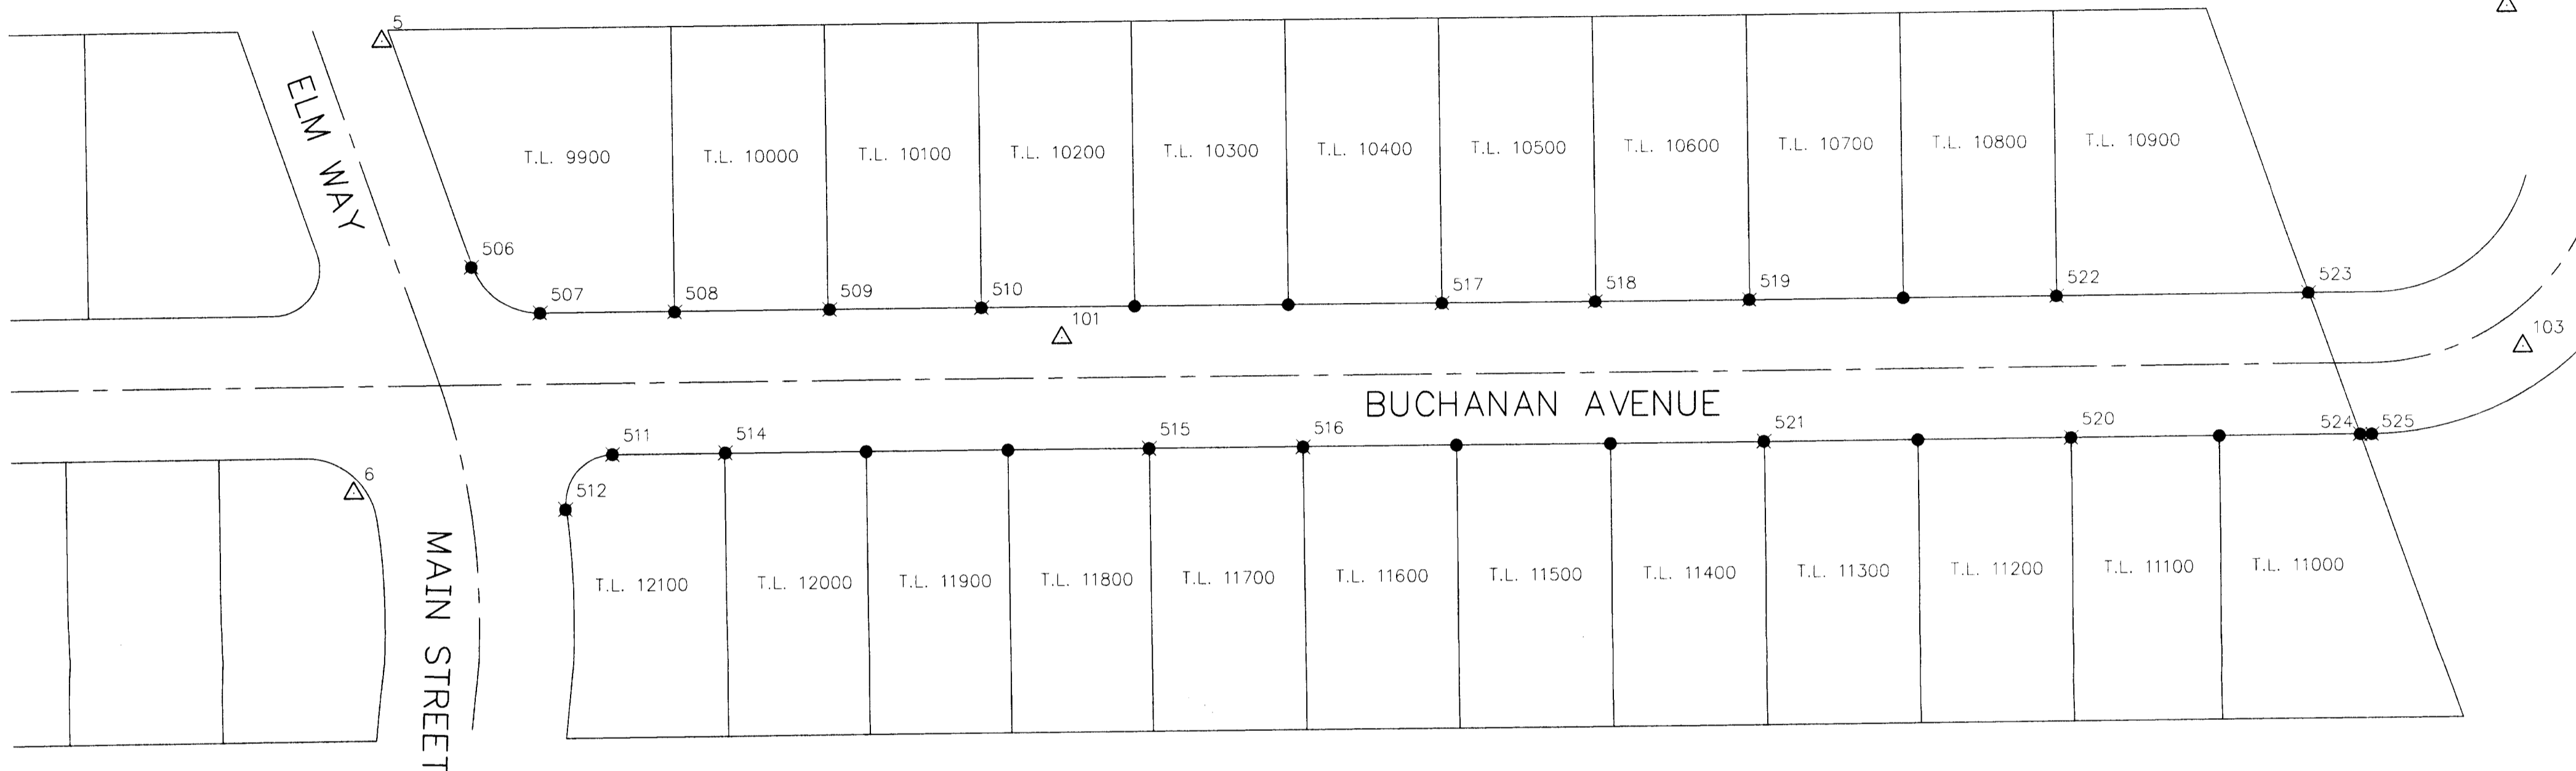 5
ELM WAY
T.L. 9900
T.L. 10000
T.L. 10100
T.L. 10200
T.L. 10300
T.L. 10400
T.L. 10500
T.L. 10600
T.L. 10700
T.L. 10800
T.L. 10900
506
507
508
509
510
101
517
518
519
522
523
103
BUCHANAN AVENUE
511
514
515
516
521
520
524
525
6
512
MAIN STREET
T.L. 12100
T.L. 12000
T.L. 11900
T.L. 11800
T.L. 11700
T.L. 11600
T.L. 11500
T.L. 11400
T.L. 11300
T.L. 11200
T.L. 11100
T.L. 11000